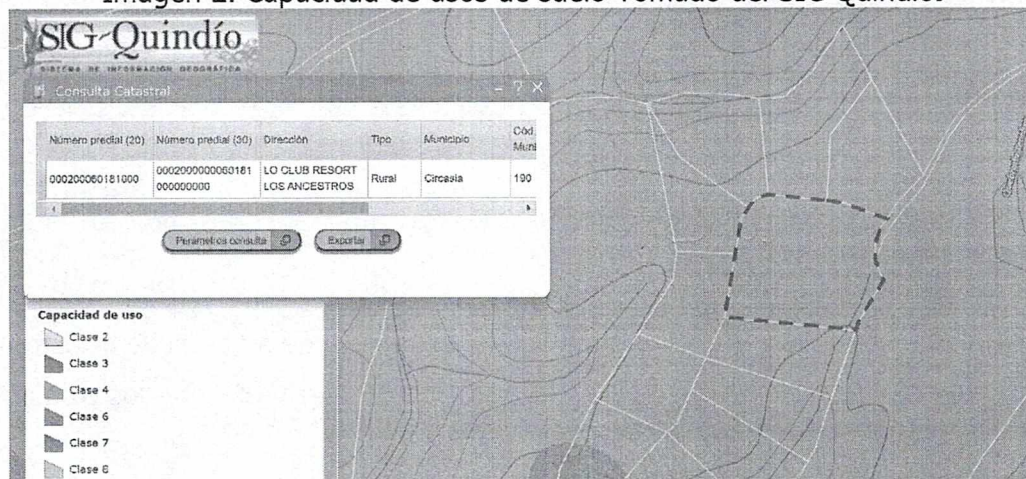 Imagen 2. Capacidad de usos de suelo Tomado del SIG Quindío.
SIG-Quindío
SISTEMA DE INFORMACIÓN GEOGRÁFICA
Consulta Catastral
Número predial (20) Número predial (30) Dirección Tipo Municipio Cód. Muni
000200060181000 0002000000060181 LO CLUB RESORT Rural Circasia 190
000000000 LOS ANCESTROS
Parámetros consulta Exportar
Capacidad de uso
Clase 2
Clase 3
Clase 4
Clase 6
Clase 7
Clase 8